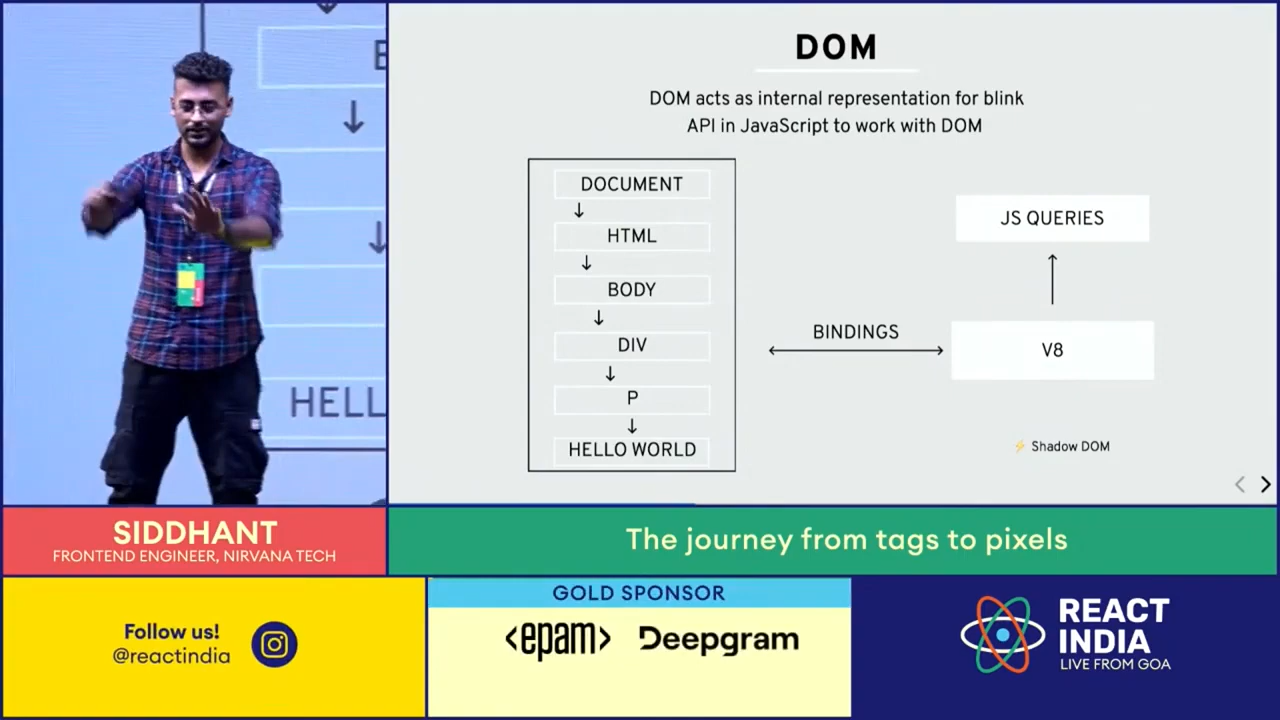 DOM
DOM acts as internal representation for blink
API in JavaScript to work with DOM
DOCUMENT
HTML
BODY
DIV
P
HELLO WORLD
BINDINGS
JS QUERIES
V8
⚡ Shadow DOM
HELL
SIDDHANT
FRONTEND ENGINEER, NIRVANA TECH
The journey from tags to pixels
Follow us!
@reactindia
GOLD SPONSOR
<epam>
Deepgram
REACT
INDIA
LIVE FROM GOA